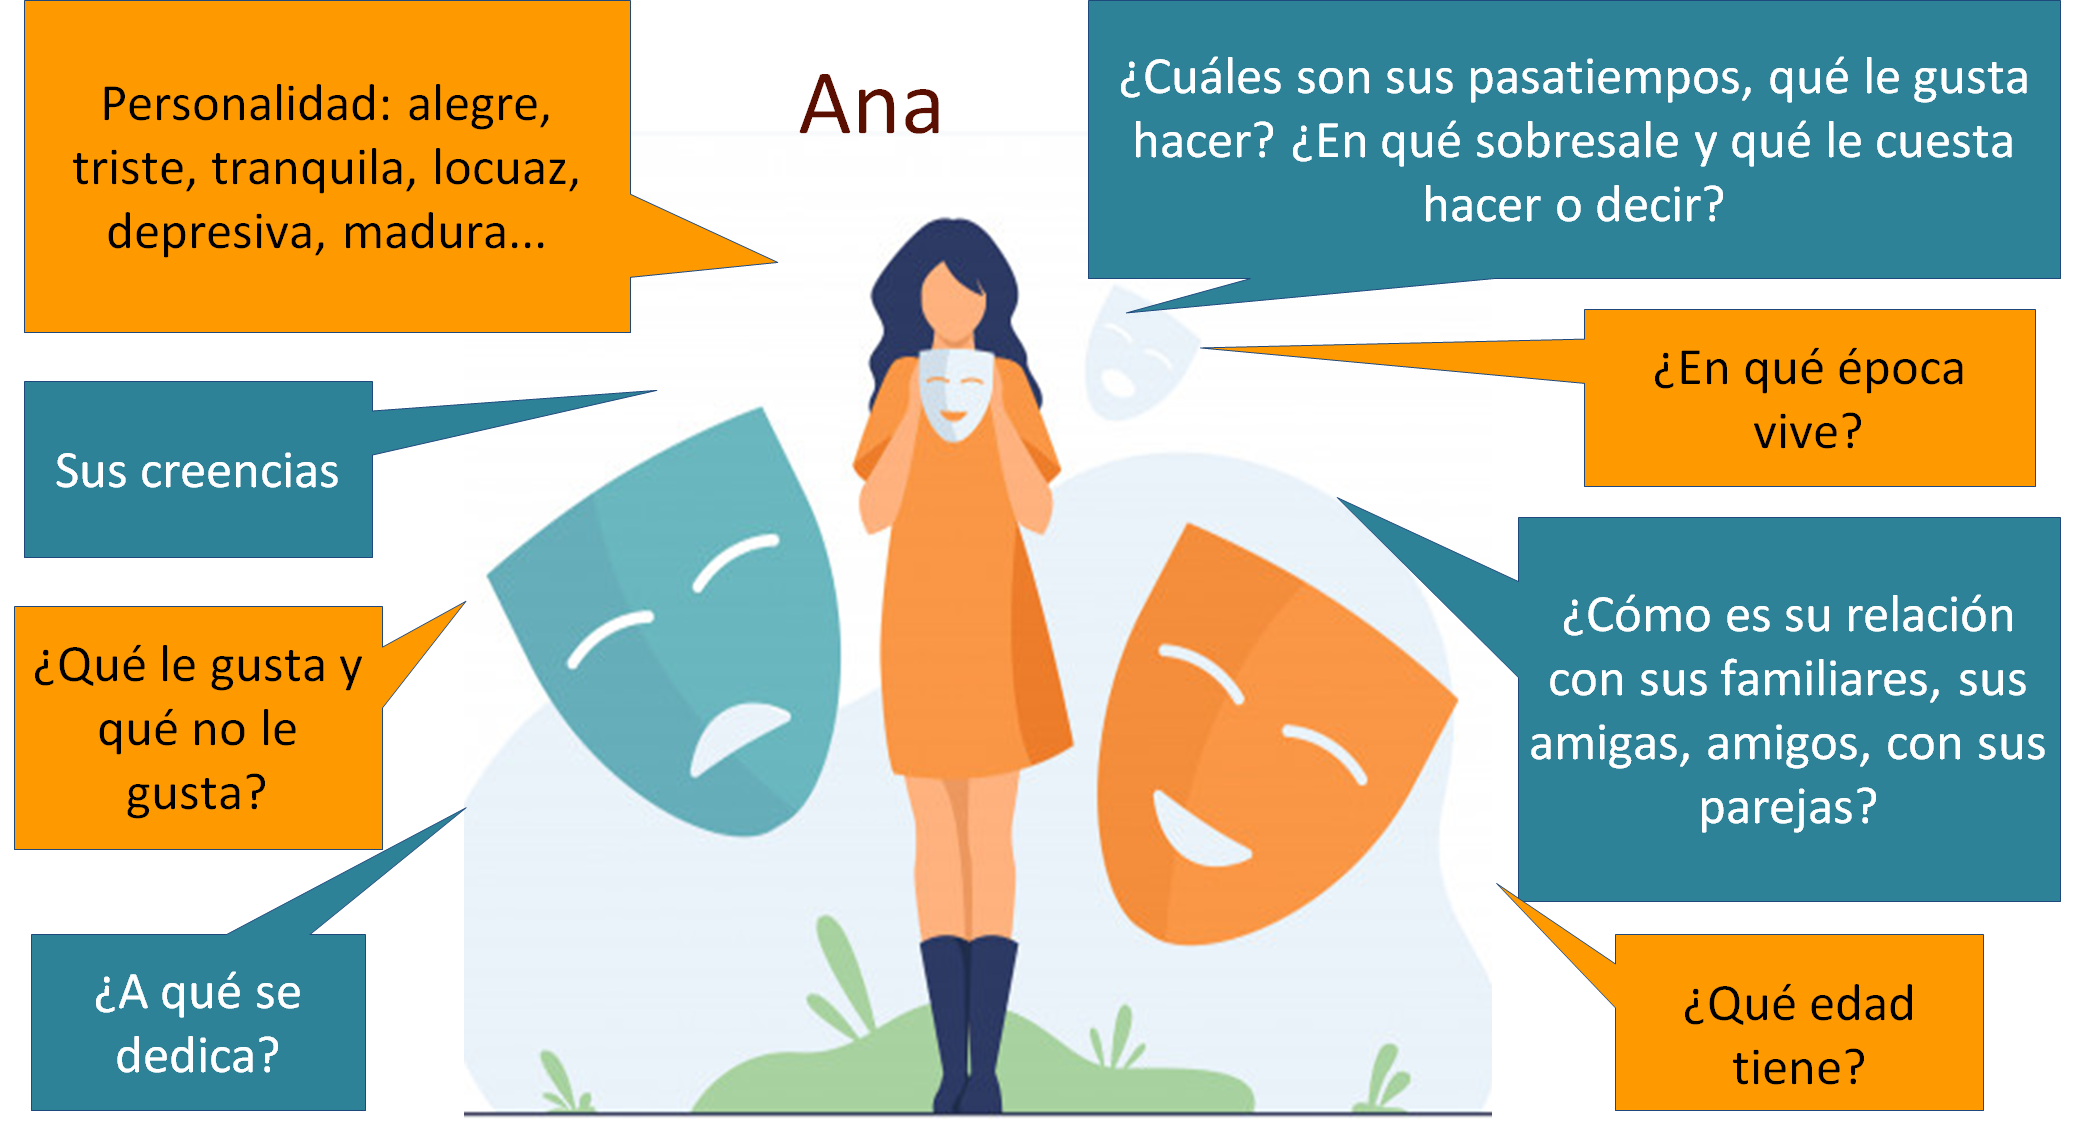 Ana
Personalidad: alegre,
triste, tranquila, locuaz,
depresiva, madura...
¿Cuáles son sus pasatiempos, qué le gusta
hacer? ¿En qué sobresale y qué le cuesta
hacer o decir?
Sus creencias
¿En qué época
vive?
¿Qué le gusta y
qué no le
gusta?
¿Cómo es su relación
con sus familiares, sus
amigas, amigos, con sus
parejas?
¿A qué se
dedica?
¿Qué edad
tiene?